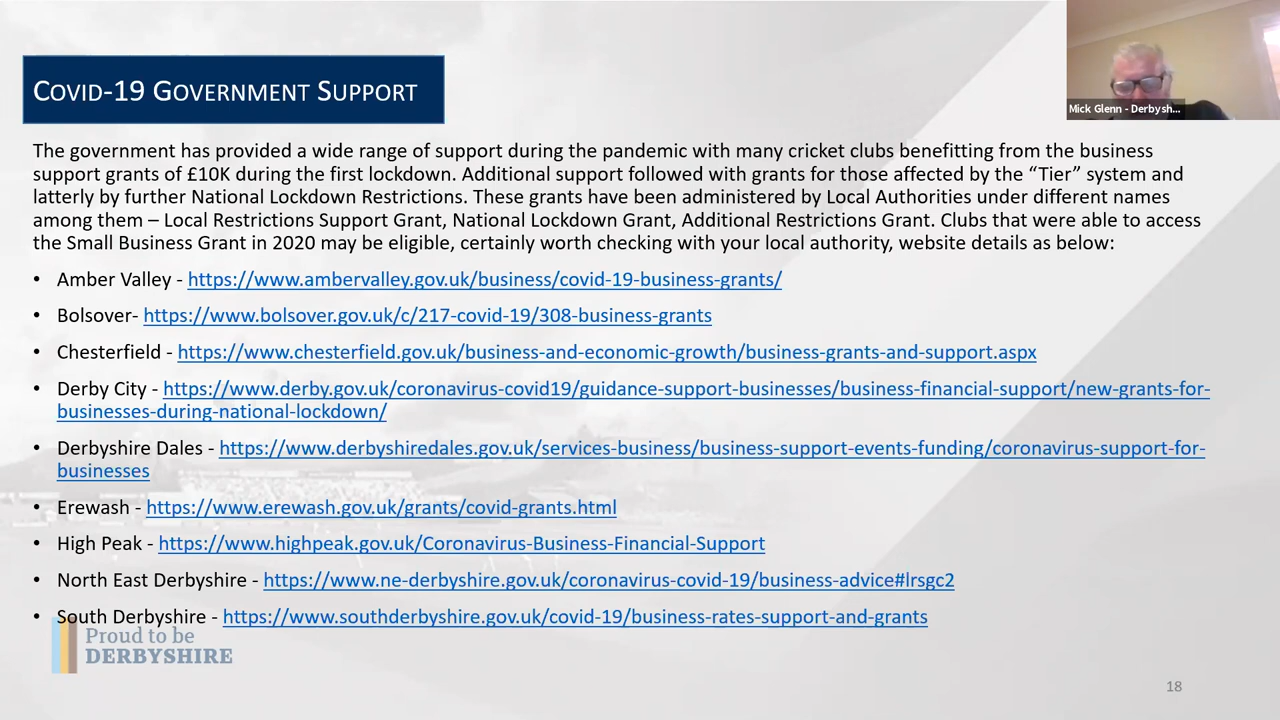 COVID-19 GOVERNMENT SUPPORT
Mick Glenn - Derbysh...
The government has provided a wide range of support during the pandemic with many cricket clubs benefitting from the business
support grants of £10K during the first lockdown. Additional support followed with grants for those affected by the “Tier” system and
latterly by further National Lockdown Restrictions. These grants have been administered by Local Authorities under different names
among them – Local Restrictions Support Grant, National Lockdown Grant, Additional Restrictions Grant. Clubs that were able to access
the Small Business Grant in 2020 may be eligible, certainly worth checking with your local authority, website details as below:
• Amber Valley - https://www.ambervalley.gov.uk/business/covid-19-business-grants/
• Bolsover- https://www.bolsover.gov.uk/c/217-covid-19/308-business-grants
• Chesterfield - https://www.chesterfield.gov.uk/business-and-economic-growth/business-grants-and-support.aspx
• Derby City - https://www.derby.gov.uk/coronavirus-covid19/guidance-support-businesses/business-financial-support/new-grants-for-
businesses-during-national-lockdown/
• Derbyshire Dales - https://www.derbyshiredales.gov.uk/services-business/business-support-events-funding/coronavirus-support-for-
businesses
• Erewash - https://www.erewash.gov.uk/grants/covid-grants.html
• High Peak - https://www.highpeak.gov.uk/Coronavirus-Business-Financial-Support
• North East Derbyshire - https://www.ne-derbyshire.gov.uk/coronavirus-covid-19/business-advice#lrsgc2
• South Derbyshire - https://www.southderbyshire.gov.uk/covid-19/business-rates-support-and-grants
Proud to be
DERBYSHIRE
18